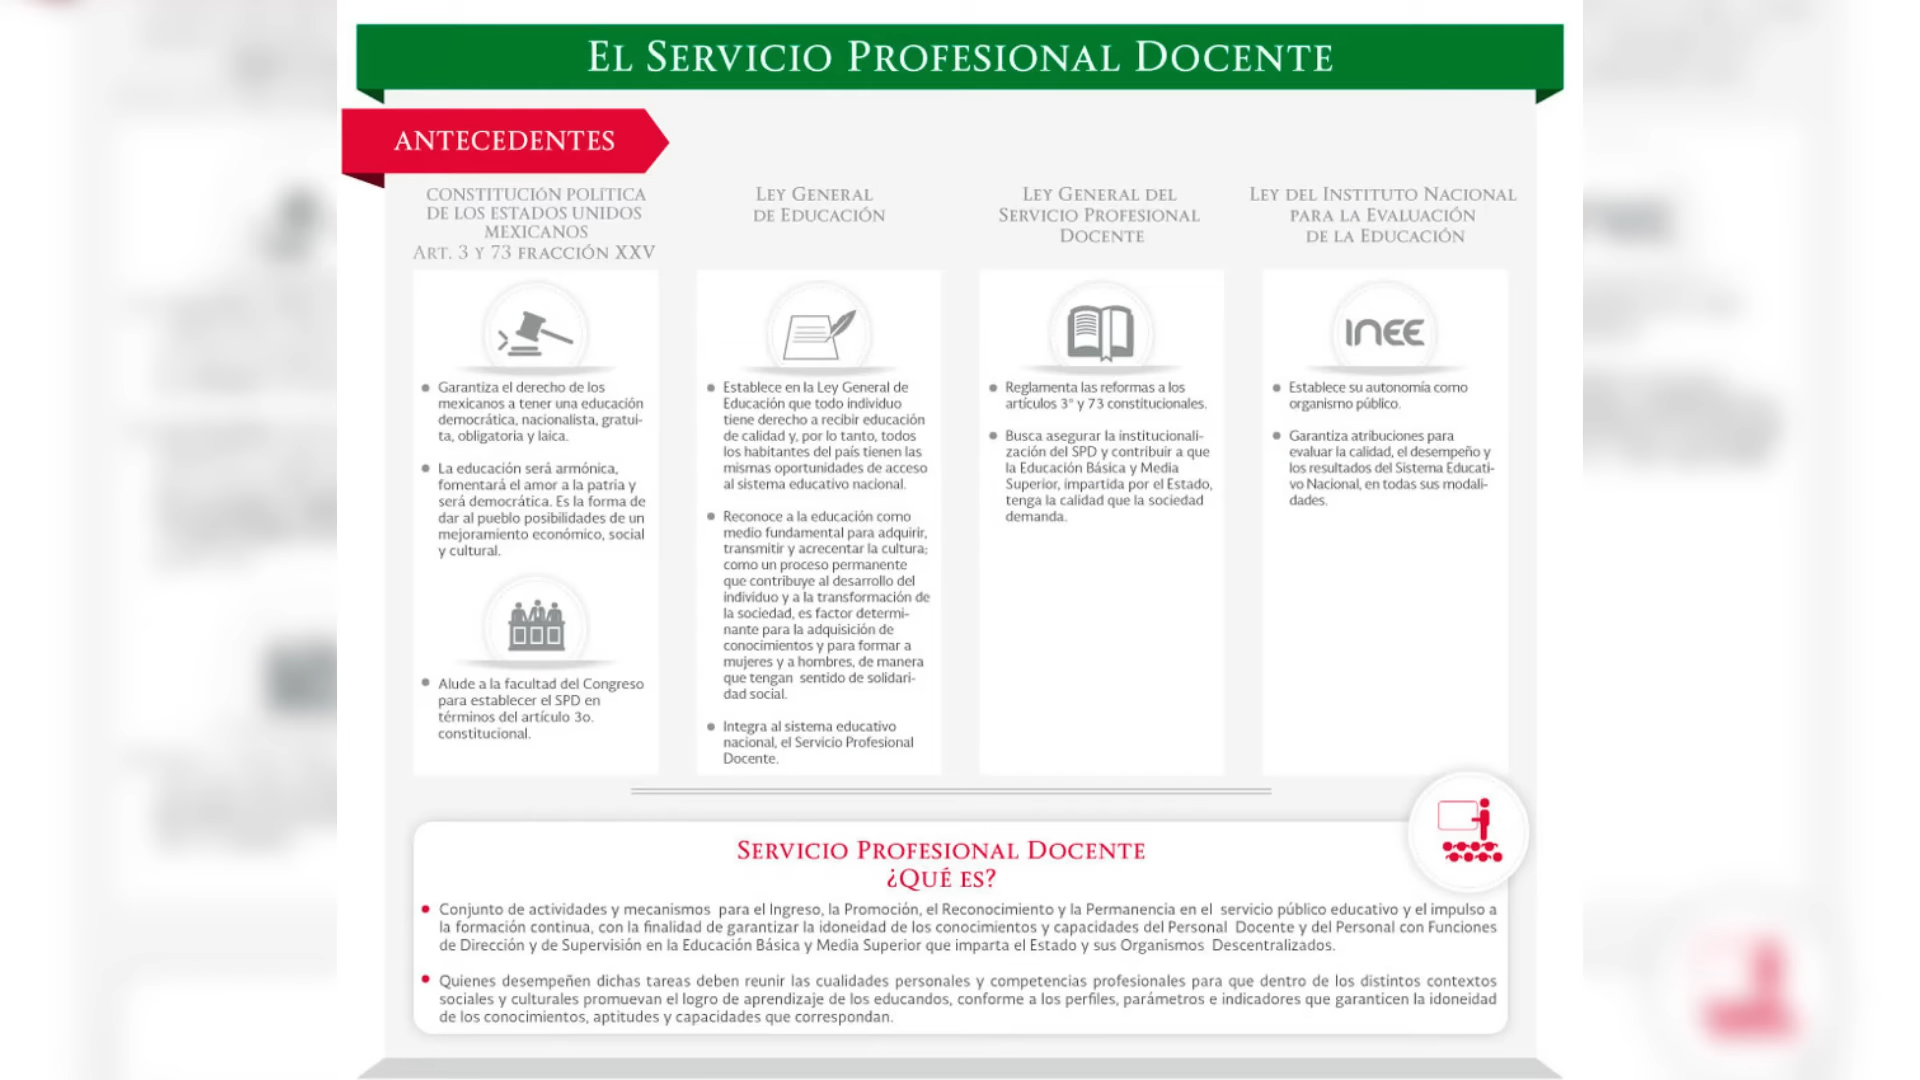 EL SERVICIO PROFESIONAL DOCENTE
ANTECEDENTES
CONSTITUCIÓN POLÍTICA
DE LOS ESTADOS UNIDOS
MEXICANOS
ART. 3 Y 73 FRACCIÓN XXV
Garantiza el derecho de los
mexicanos a tener una educación
democrática, nacionalista, gratui-
ta, obligatoria y laica.
La educación será armónica,
fomentará el amor a la patria y
será democrática. Es la forma de
dar al pueblo posibilidades de un
mejoramiento económico, social
y cultural.
Alude a la facultad del Congreso
para establecer el SPD en
términos del artículo 3o.
constitucional.
LEY GENERAL
DE EDUCACIÓN
Establece en la Ley General de
Educación que todo individuo
tiene derecho a recibir educación
de calidad y, por lo tanto, todos
los habitantes del país tienen las
mismas oportunidades de acceso
al sistema educativo nacional.
Reconoce a la educación como
medio fundamental para adquirir,
transmitir y acrecentar la cultura;
como un proceso permanente
que contribuye al desarrollo del
individuo y a la transformación de
la sociedad, es factor determi-
nante para la adquisición de
conocimientos y para formar a
mujeres y a hombres, de manera
que tengan sentido de solidari-
dad social.
Integra al sistema educativo
nacional, el Servicio Profesional
Docente.
LEY GENERAL DEL
SERVICIO PROFESIONAL
DOCENTE
Reglamenta las reformas a los
artículos 3° y 73 constitucionales.
Busca asegurar la institucionali-
zación del SPD y contribuir a que
la Educación Básica y Media
Superior, impartida por el Estado,
tenga la calidad que la sociedad
demanda.
LEY DEL INSTITUTO NACIONAL
PARA LA EVALUACIÓN
DE LA EDUCACIÓN
INEE
Establece su autonomía como
organismo público.
Garantiza atribuciones para
evaluar la calidad, el desempeño y
los resultados del Sistema Educati-
vo Nacional, en todas sus modali-
dades.
SERVICIO PROFESIONAL DOCENTE
¿QUÉ ES?
Conjunto de actividades y mecanismos para el Ingreso, la Promoción, el Reconocimiento y la Permanencia en el servicio público educativo y el impulso a
la formación continua, con la finalidad de garantizar la idoneidad de los conocimientos y capacidades del Personal Docente y del Personal con Funciones
de Dirección y de Supervisión en la Educación Básica y Media Superior que imparta el Estado y sus Organismos Descentralizados.
Quienes desempeñen dichas tareas deben reunir las cualidades personales y competencias profesionales para que dentro de los distintos contextos
sociales y culturales promuevan el logro de aprendizaje de los educandos, conforme a los perfiles, parámetros e indicadores que garanticen la idoneidad
de los conocimientos, aptitudes y capacidades que correspondan.